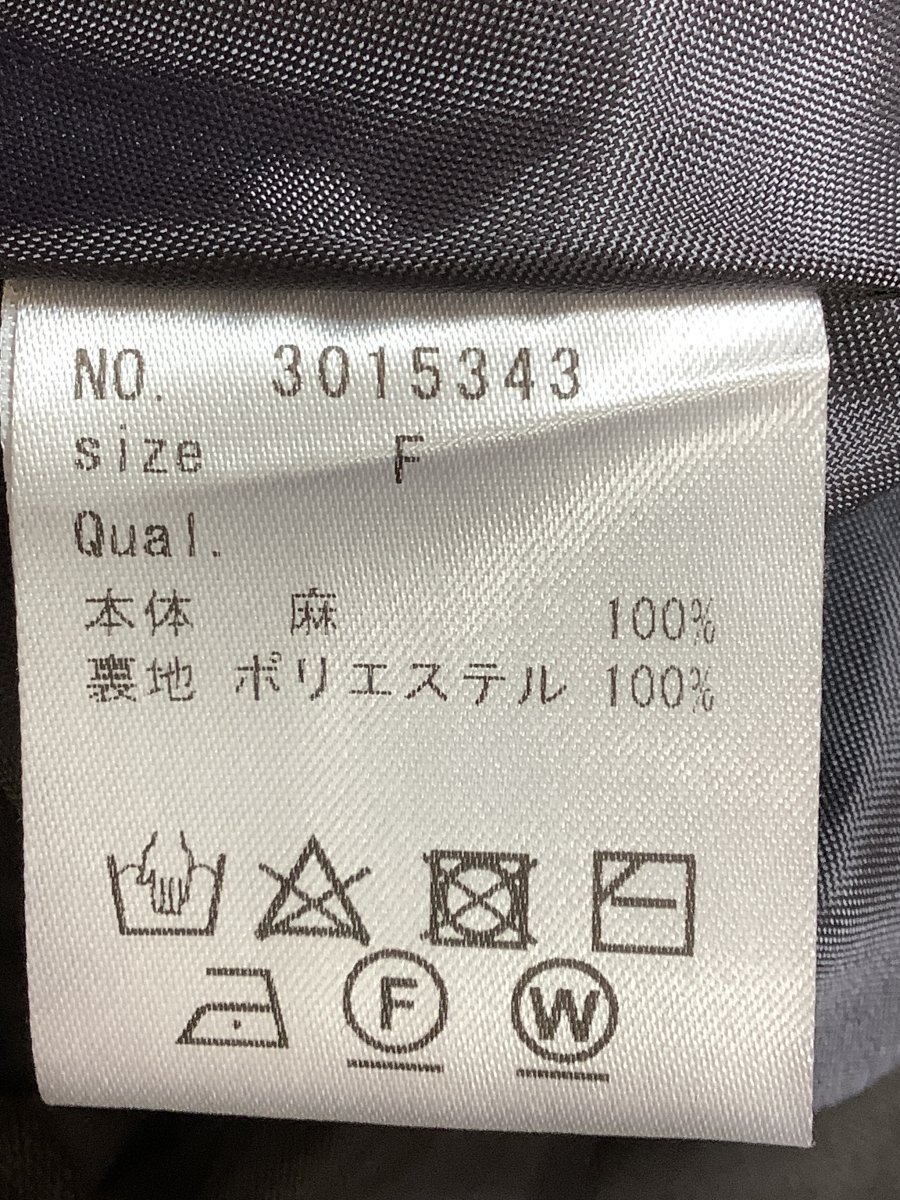 NO. 3015343
size F
Qual.
本体 麻 100%
裏地 ポリエステル 100%
F W